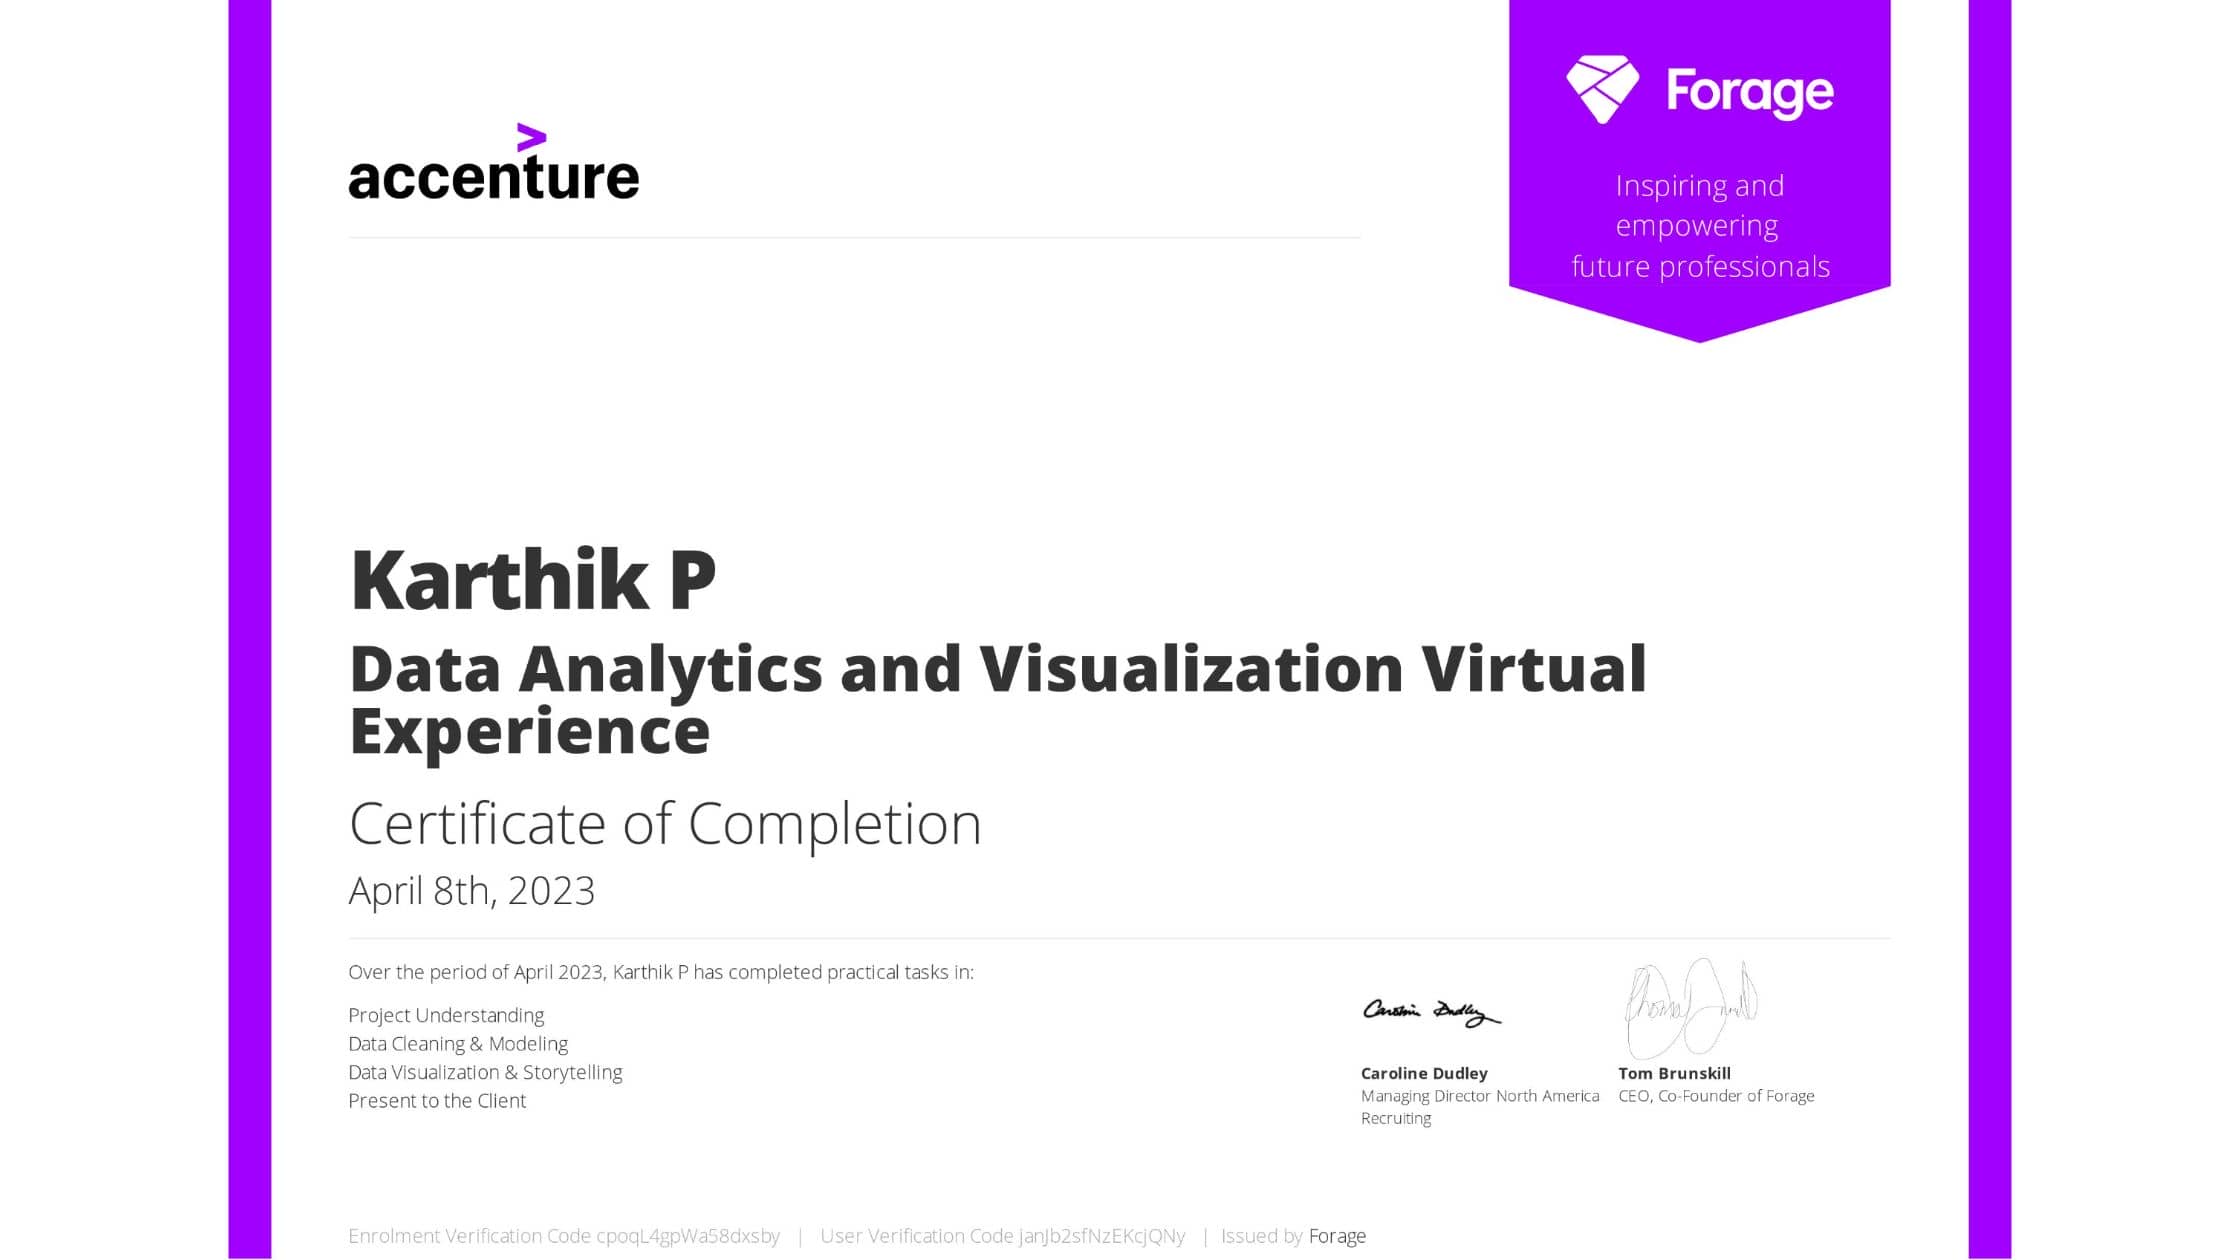 accenture
Forage
Inspiring and
empowering
future professionals
Karthik P
Data Analytics and Visualization Virtual
Experience
Certificate of Completion
April 8th, 2023
Over the period of April 2023, Karthik P has completed practical tasks in:
Project Understanding
Data Cleaning & Modeling
Data Visualization & Storytelling
Present to the Client
Caroline Dudley
Caroline Dudley
Managing Director North America
Recruiting
Tom Brunskill
CEO, Co-Founder of Forage
Enrolment Verification Code cpoqL4gpWa58dxsby | User Verification Code janJb2sfNzEKcjQNy | Issued by Forage